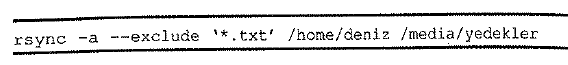 rsync -a --exclude ‘*.txt’ /home/deniz /media/yedekler